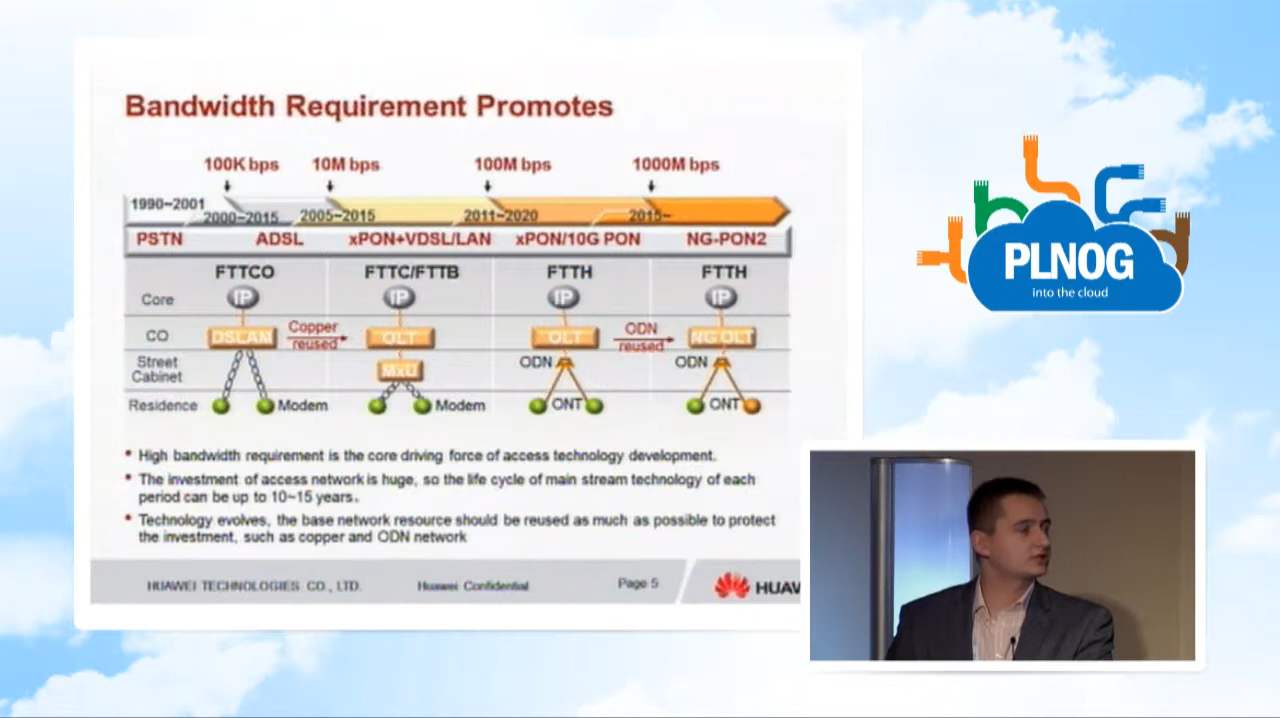 Bandwidth Requirement Promotes
100K bps 10M bps 100M bps 1000M bps
1990~2001 2000~2015 2005~2015 2011~2020 2015~
PSTN ADSL xPON+VDSL/LAN xPON/10G PON NG-PON2
FTTCO FTTC/FTTB FTTH FTTH
Core IP IP IP IP
CO DSLAM Copper reused OLT OLT ODN reused NG OLT
Street Cabinet MxU ODN ODN
Residence Modem Modem ONT ONT
• High bandwidth requirement is the core driving force of access technology development.
• The investment of access network is huge, so the life cycle of main stream technology of each
period can be up to 10~15 years.
• Technology evolves, the base network resource should be reused as much as possible to protect
the investment, such as copper and ODN network
HUAWEI TECHNOLOGIES CO., LTD. Huawei Confidential Page 5 HUAW
PLNOG
into the cloud